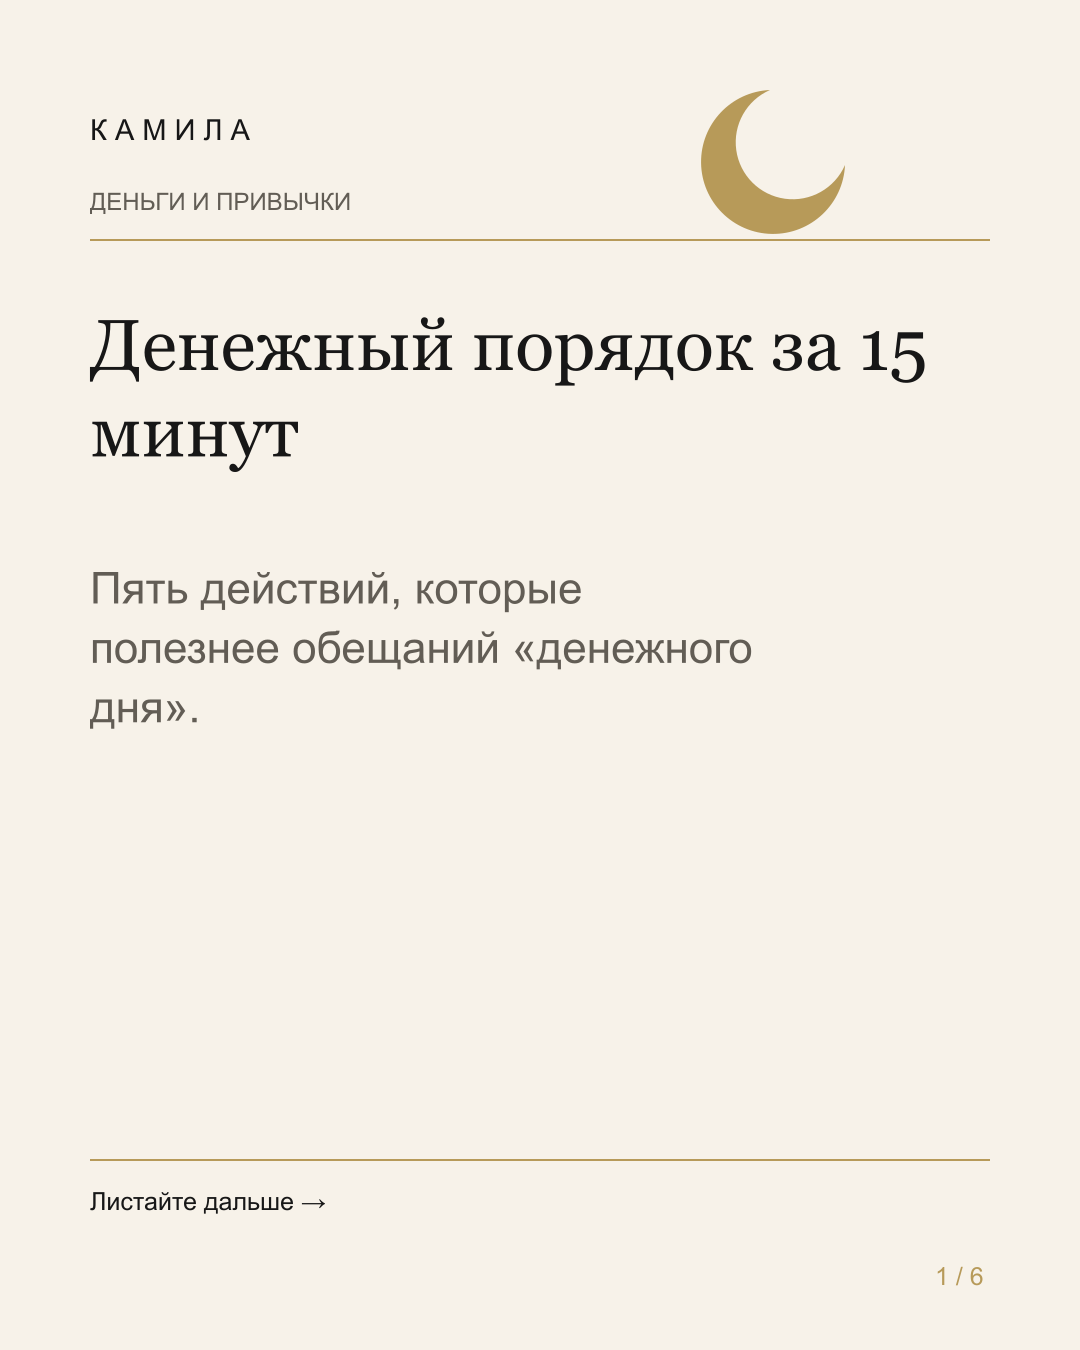 КАМИЛА
ДЕНЬГИ И ПРИВЫЧКИ
Денежный порядок за 15
минут
Пять действий, которые
полезнее обещаний «денежного
дня».
Листайте дальше →
1 / 6